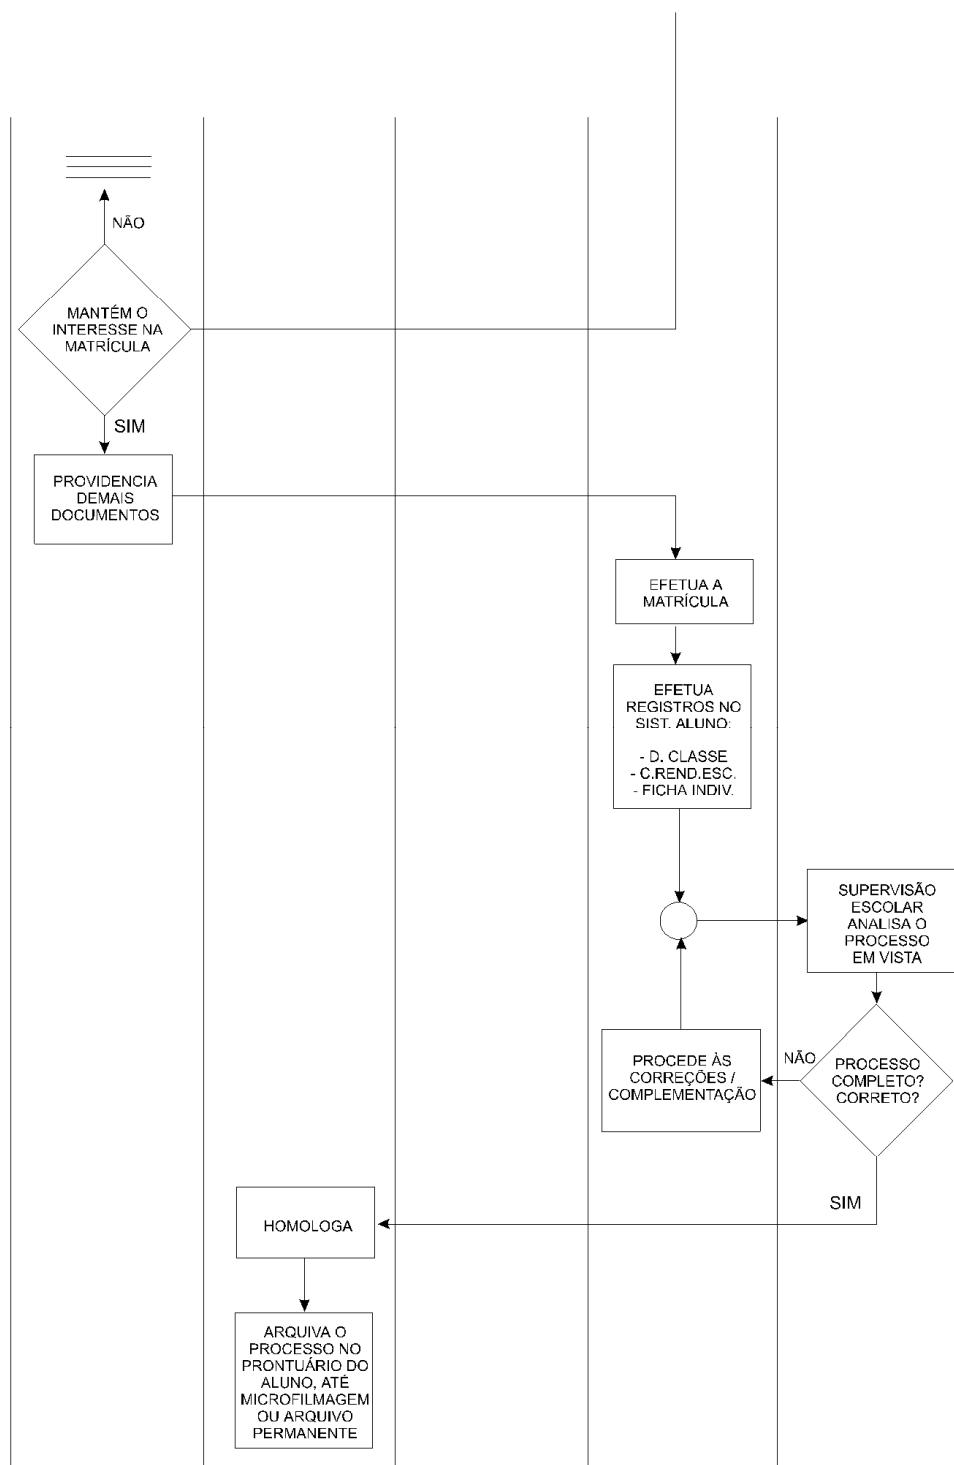 NÃO
MANTÉM O
INTERESSE NA
MATRÍCULA
SIM
PROVIDENCIA
DEMAIS
DOCUMENTOS
EFETUA A
MATRÍCULA
EFETUA
REGISTROS NO
SIST. ALUNO:
- D. CLASSE
- C.REND.ESC.
- FICHA INDIV.
SUPERVISÃO
ESCOLAR
ANALISA O
PROCESSO
EM VISTA
PROCESSO
COMPLETO?
CORRETO?
NÃO
PROCEDE ÀS
CORREÇÕES /
COMPLEMENTAÇÃO
SIM
HOMOLOGA
ARQUIVA O
PROCESSO NO
PRONTUÁRIO DO
ALUNO, ATÉ
MICROFILMAGEM
OU ARQUIVO
PERMANENTE